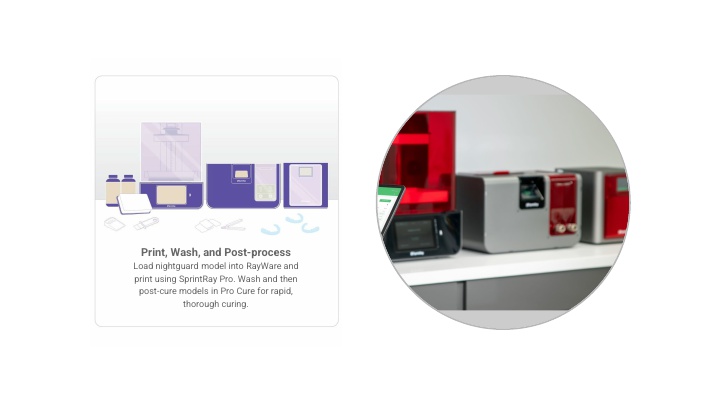 Print, Wash, and Post-process
Load nightguard model into RayWare and
print using SprintRay Pro. Wash and then
post-cure models in Pro Cure for rapid,
thorough curing.